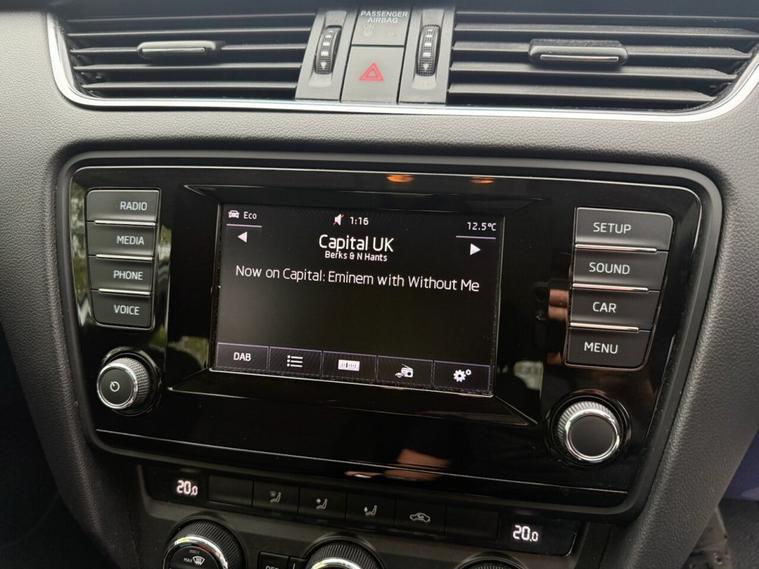 PASSENGER
AIRBAG
RADIO
MEDIA
PHONE
VOICE
Eco
1:16
12.5°C
Capital UK
Berks & N Hants
Now on Capital: Eminem with Without Me
DAB
SETUP
SOUND
CAR
MENU
20.0
20.0
MAX